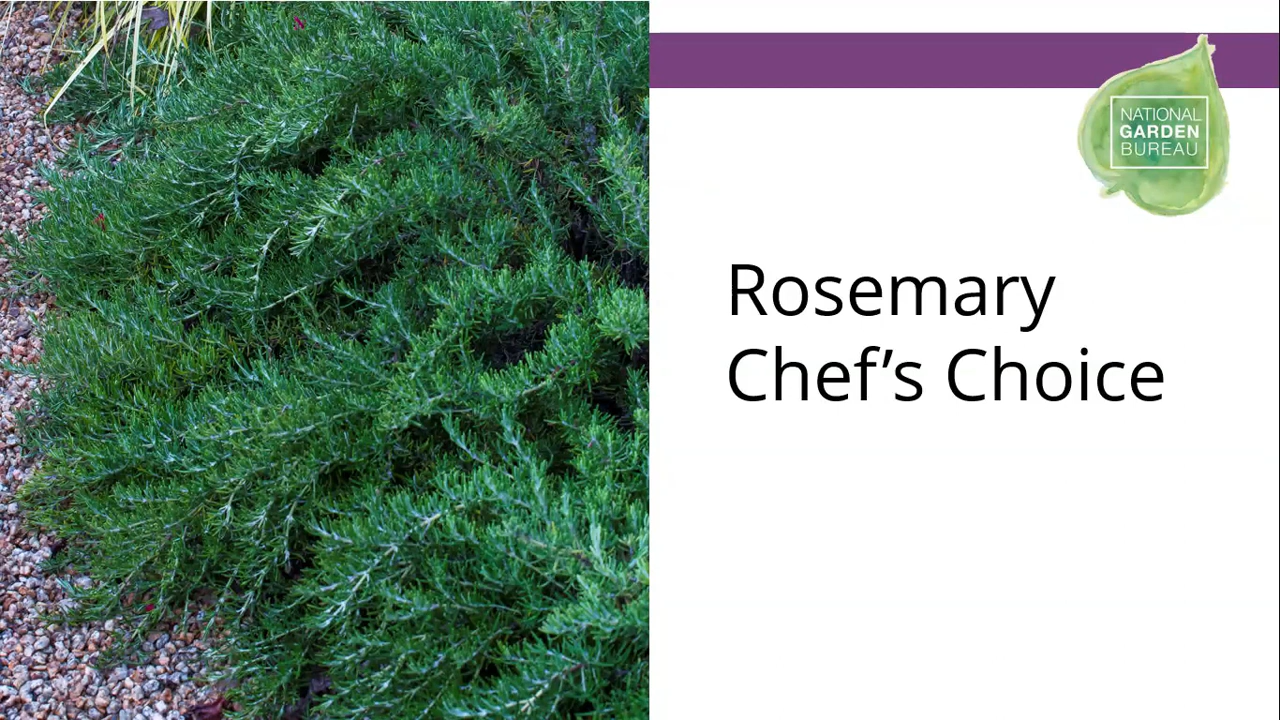 NATIONAL
GARDEN
BUREAU
Rosemary
Chef’s Choice